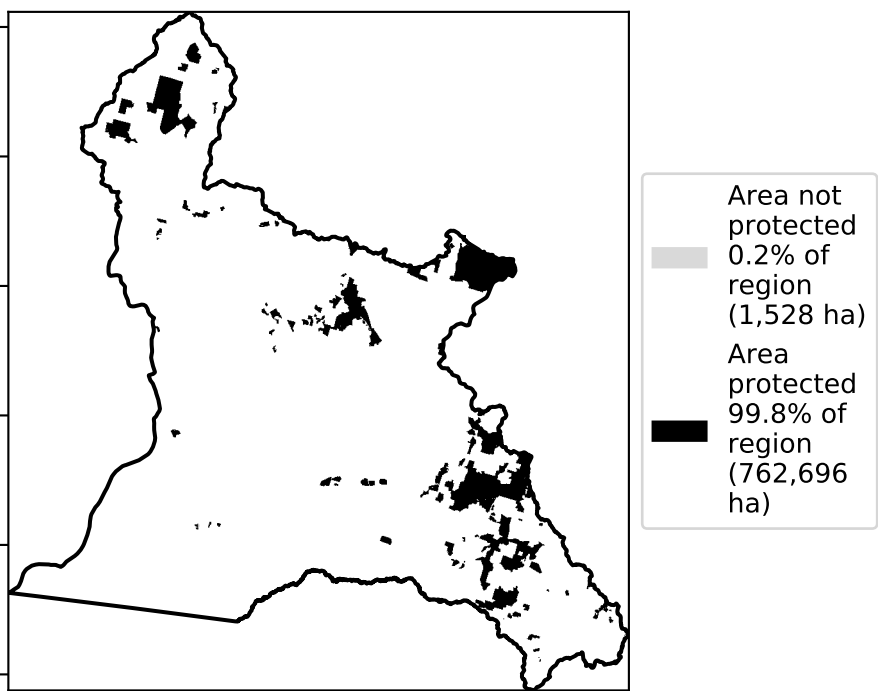 Area not
protected
0.2% of
region
(1,528 ha)
Area
protected
99.8% of
region
(762,696
ha)